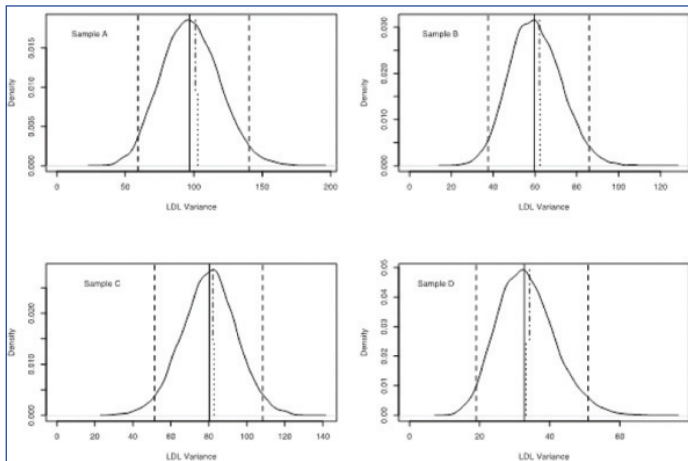 Sample A
Density
0.000 0.005 0.010 0.015
0 50 100 150 200
LDL Variance
Sample B
Density
0.000 0.010 0.020 0.030
0 20 40 60 80 100 120
LDL Variance
Sample C
Density
0.000 0.010 0.020
0 20 40 60 80 100 120 140
LDL Variance
Sample D
Density
0.00 0.01 0.02 0.03 0.04 0.05
0 20 40 60
LDL Variance